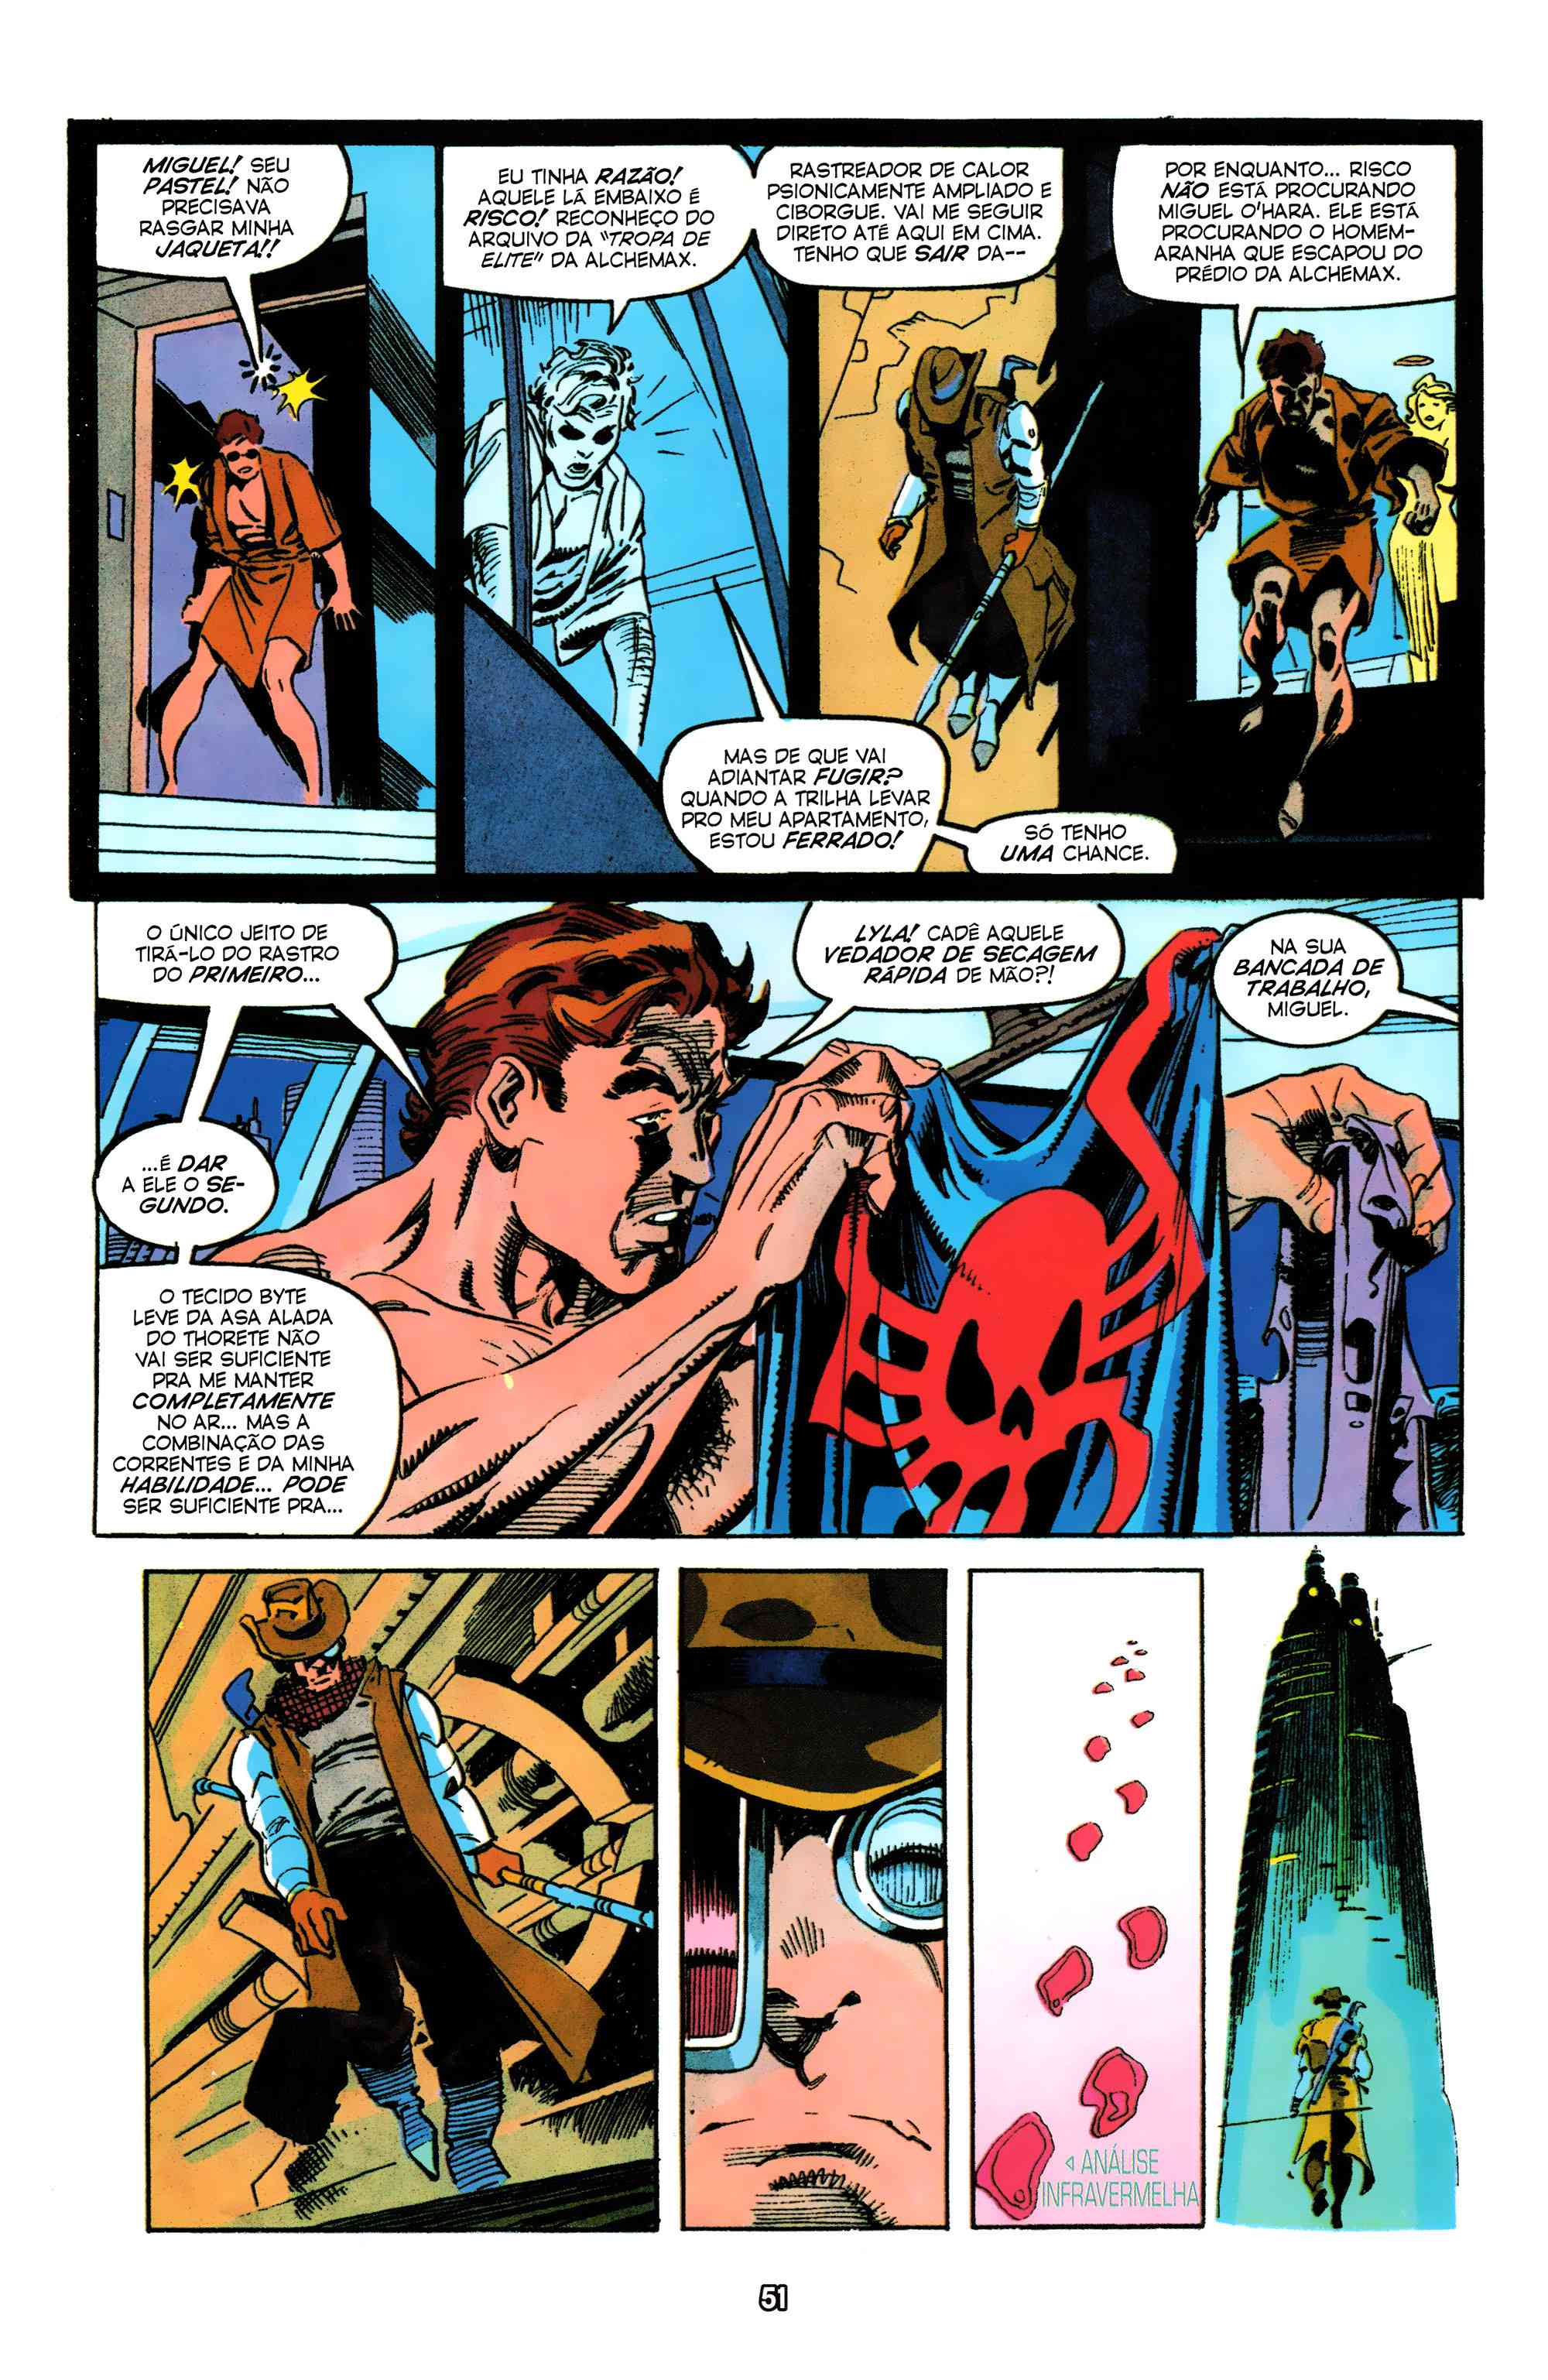 MIGUEL! SEU
PASTEL! NÃO
PRECISAVA
RASGAR MINHA
JAQUETA!!
EU TINHA RAZÃO!
AQUELE LÁ EMBAIXO É
RISCO! RECONHEÇO DO
ARQUIVO DA "TROPA DE
ELITE" DA ALCHEMAX.
RASTREADOR DE CALOR
PSIONICAMENTE AMPLIADO E
CIBORGUE. VAI ME SEGUIR
DIRETO ATÉ AQUI EM CIMA.
TENHO QUE SAIR DA--
MAS DE QUE VAI
ADIANTAR FUGIR?
QUANDO A TRILHA LEVAR
PRO MEU APARTAMENTO,
ESTOU FERRADO!
SÓ TENHO
UMA CHANCE.
POR ENQUANTO... RISCO
NÃO ESTÁ PROCURANDO
MIGUEL O'HARA. ELE ESTÁ
PROCURANDO O HOMEM-
ARANHA QUE ESCAPOU DO
PRÉDIO DA ALCHEMAX.
O ÚNICO JEITO DE
TIRÁ-LO DO RASTRO
DO PRIMEIRO...
...É DAR
A ELE O SE-
GUNDO.
O TECIDO BYTE
LEVE DA ASA ALADA
DO THORETE NÃO
VAI SER SUFICIENTE
PRA ME MANTER
COMPLETAMENTE
NO AR... MAS A
COMBINAÇÃO DAS
CORRENTES E DA MINHA
HABILIDADE... PODE
SER SUFICIENTE PRA...
LYLA! CADÊ AQUELE
VEDADOR DE SECAGEM
RÁPIDA DE MÃO?!
NA SUA
BANCADA DE
TRABALHO,
MIGUEL.
ANÁLISE
INFRAVERMELHA
51